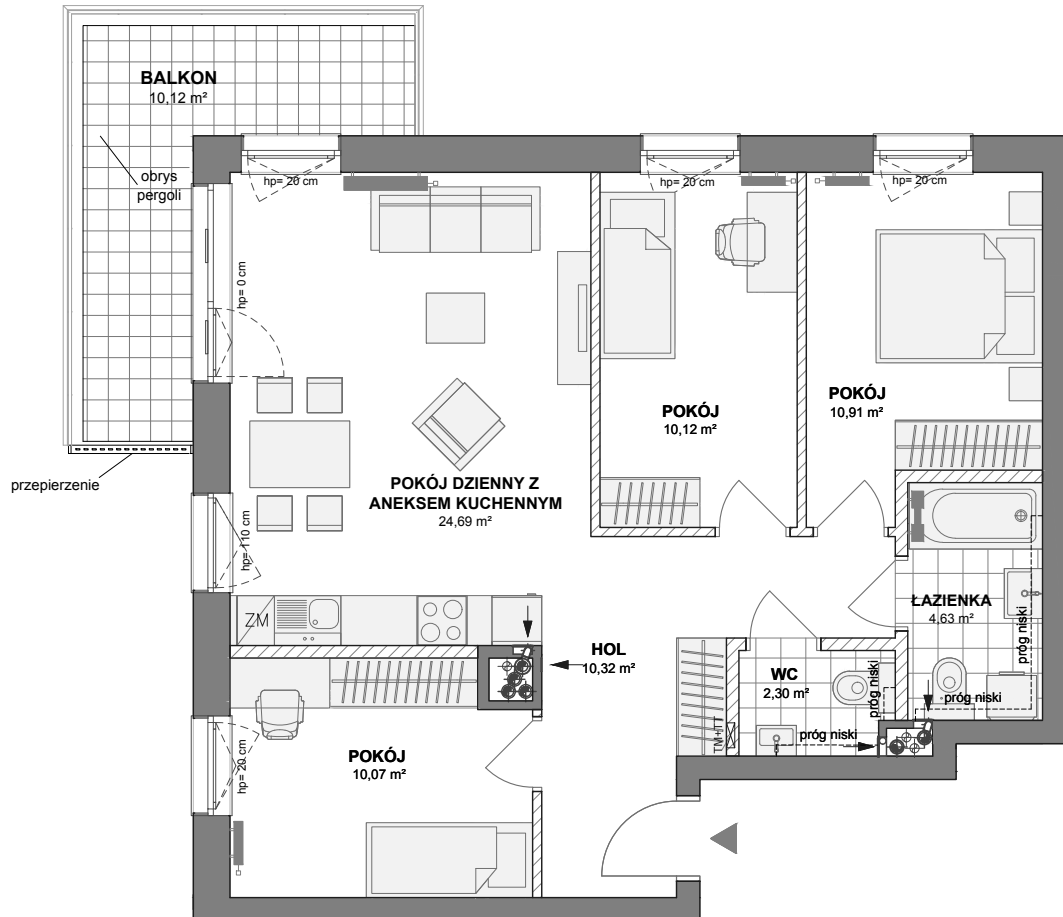 BALKON
10,12 m²
obrys
pergoli
hp= 20 cm
hp= 20 cm
hp= 20 cm
hp= 0 cm
POKÓJ
10,12 m²
POKÓJ
10,91 m²
przepierzenie
POKÓJ DZIENNY Z
ANEKSEM KUCHENNYM
24,69 m²
hp= 110 cm
ZM
HOL
10,32 m²
ŁAZIENKA
4,63 m²
próg niski
WC
2,30 m²
próg niski
próg niski
próg niski
TM+TT
POKÓJ
10,07 m²
hp= 20 cm